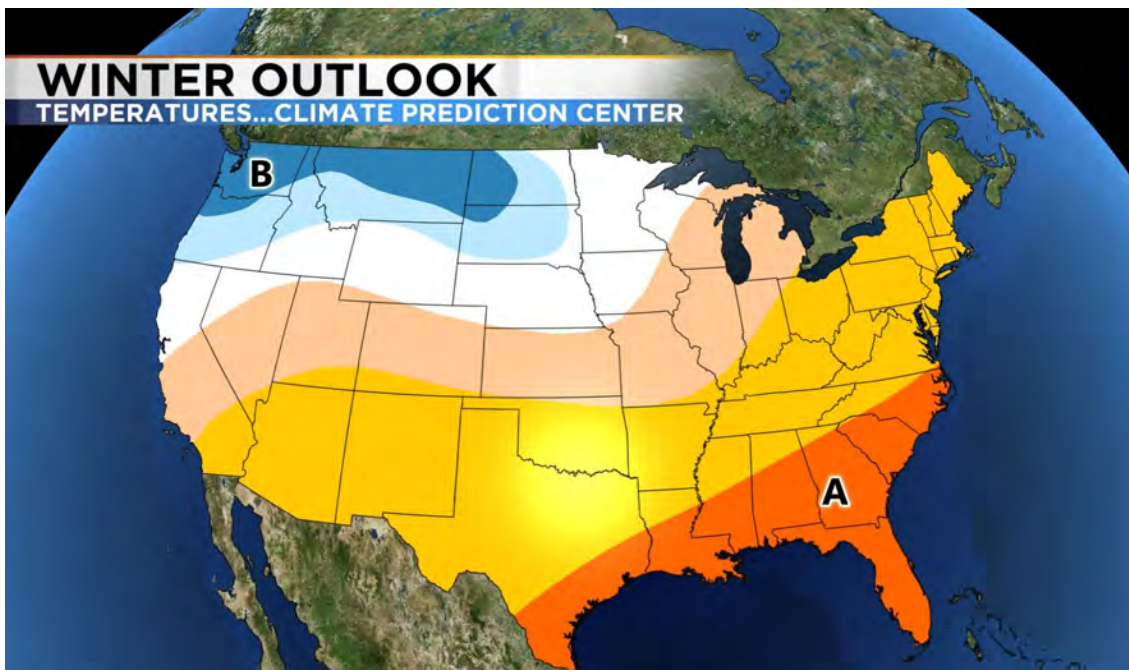 WINTER OUTLOOK
TEMPERATURES...CLIMATE PREDICTION CENTER
B
A